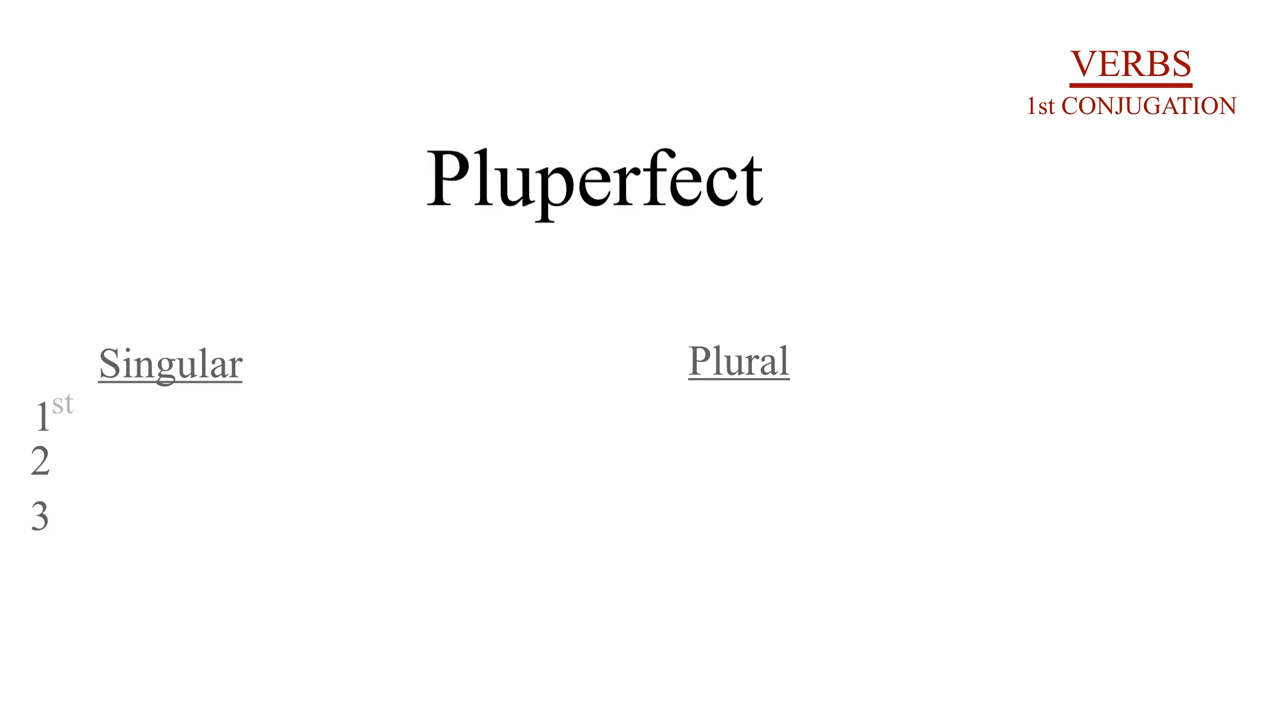 VERBS
1st CONJUGATION
Pluperfect
Singular Plural
1st
2
3